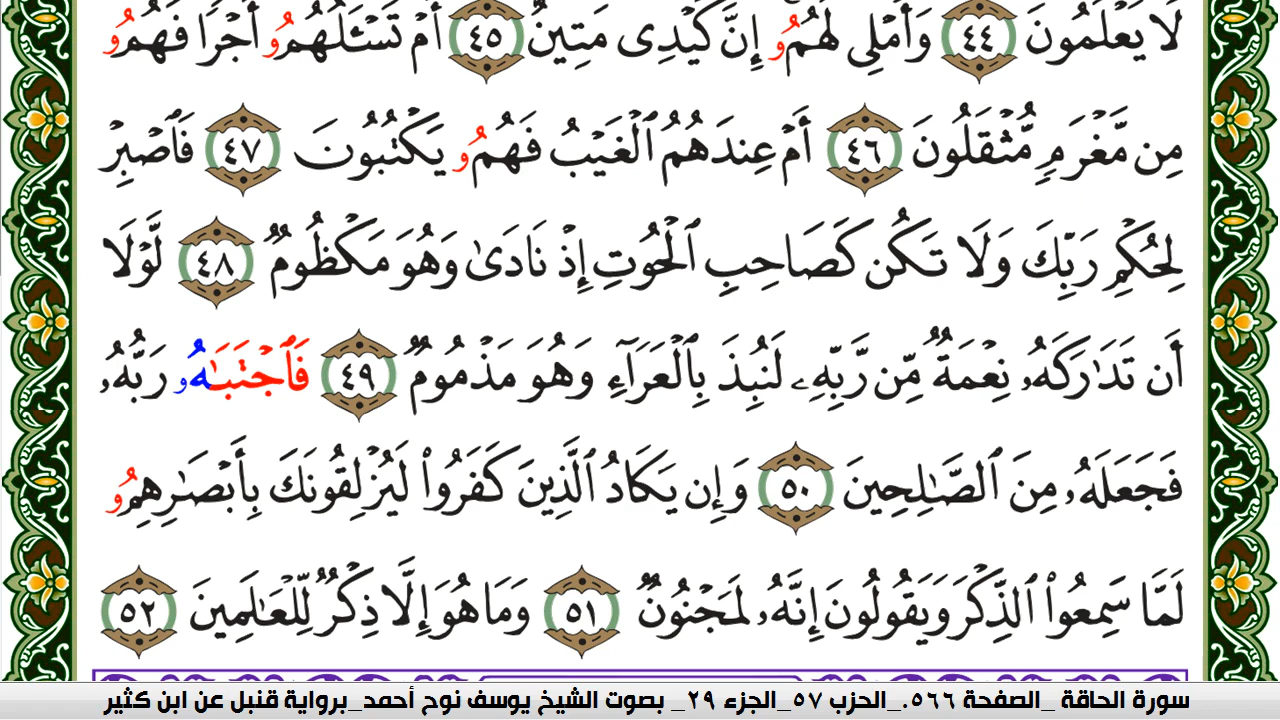 لَا يَعْلَمُونَ ٤٤ وَأُمْلِى لَهُمُۥ إِنَّ كَيْدِى مَتِينٌ ٤٥ أَمْ تَسْـَٔلُهُمُۥ أَجْرًا فَهُمُۥ
مِن مَّغْرَمٍ مُّثْقَلُونَ ٤٦ أَمْ عِندَهُمُ ٱلْغَيْبُ فَهُمُۥ يَكْتُبُونَ ٤٧ فَٱصْبِرْ
لِحُكْمِ رَبِّكَ وَلَا تَكُن كَصَاحِبِ ٱلْحُوتِ إِذْ نَادَىٰ وَهُوَ مَكْظُومٌ ٤٨ لَّوْلَا
أَن تَدَٰرَكَهُۥ نِعْمَةٌ مِّن رَّبِّهِۦ لَنُبِذَ بِٱلْعَرَآءِ وَهُوَ مَذْمُومٌ ٤٩ فَٱجْتَبَٰهُۥ رَبُّهُۥ
فَجَعَلَهُۥ مِنَ ٱلصَّٰلِحِينَ ٥٠ وَإِن يَكَادُ ٱلَّذِينَ كَفَرُوا۟ لَيُزْلِقُونَكَ بِأَبْصَٰرِهِمُۥ
لَمَّا سَمِعُوا۟ ٱلذِّكْرَ وَيَقُولُونَ إِنَّهُۥ لَمَجْنُونٌ ٥١ وَمَا هُوَ إِلَّا ذِكْرٌ لِّلْعَٰلَمِينَ ٥٢
سورة الحاقة _الصفحة ٥٦٦._الحزب ٥٧_الجزء ٢٩_ بصوت الشيخ يوسف نوح أحمد_برواية قنبل عن ابن كثير